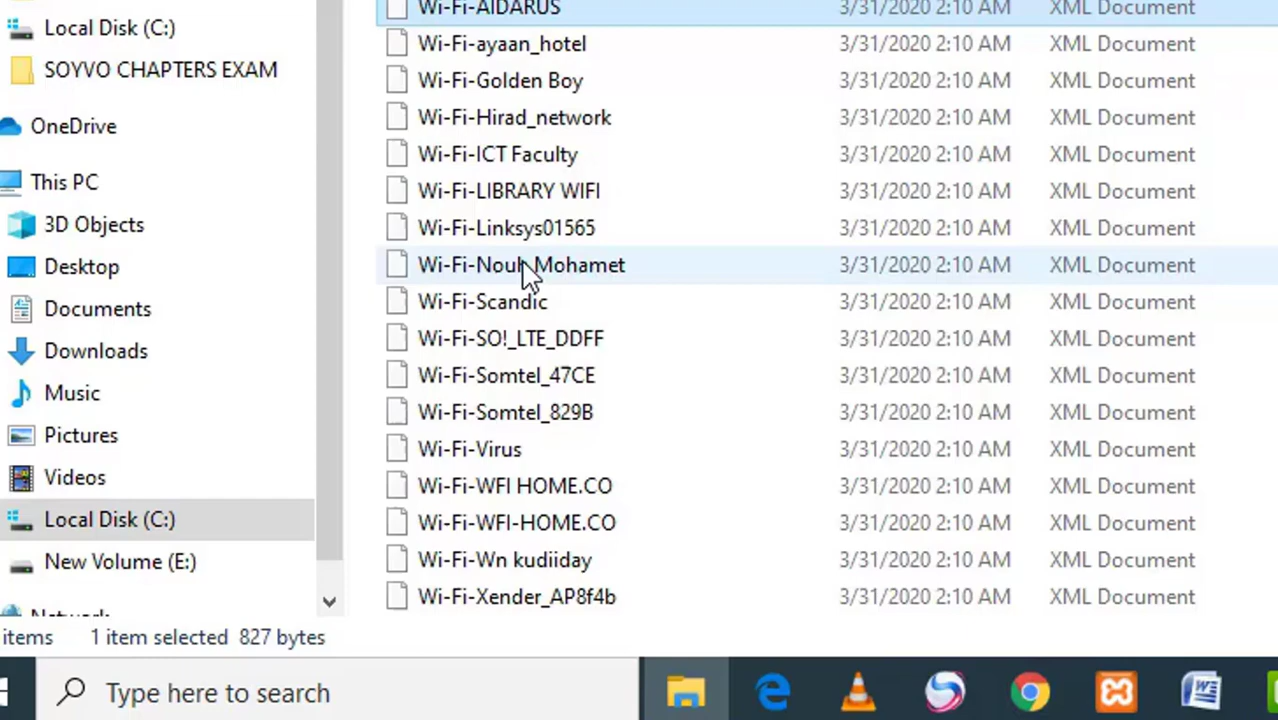 Local Disk (C:)
SOYVO CHAPTERS EXAM
OneDrive
This PC
3D Objects
Desktop
Documents
Downloads
Music
Pictures
Videos
Local Disk (C:)
New Volume (E:)
Network
Wi-Fi-AIDARUS 3/31/2020 2:10 AM XML Document
Wi-Fi-ayaan_hotel 3/31/2020 2:10 AM XML Document
Wi-Fi-Golden Boy 3/31/2020 2:10 AM XML Document
Wi-Fi-Hirad_network 3/31/2020 2:10 AM XML Document
Wi-Fi-ICT Faculty 3/31/2020 2:10 AM XML Document
Wi-Fi-LIBRARY WIFI 3/31/2020 2:10 AM XML Document
Wi-Fi-Linksys01565 3/31/2020 2:10 AM XML Document
Wi-Fi-Nouh Mohamet 3/31/2020 2:10 AM XML Document
Wi-Fi-Scandic 3/31/2020 2:10 AM XML Document
Wi-Fi-SO!_LTE_DDFF 3/31/2020 2:10 AM XML Document
Wi-Fi-Somtel_47CE 3/31/2020 2:10 AM XML Document
Wi-Fi-Somtel_829B 3/31/2020 2:10 AM XML Document
Wi-Fi-Virus 3/31/2020 2:10 AM XML Document
Wi-Fi-WFI HOME.CO 3/31/2020 2:10 AM XML Document
Wi-Fi-WFI-HOME.CO 3/31/2020 2:10 AM XML Document
Wi-Fi-Wn kudiiday 3/31/2020 2:10 AM XML Document
Wi-Fi-Xender_AP8f4b 3/31/2020 2:10 AM XML Document
items 1 item selected 827 bytes
Type here to search